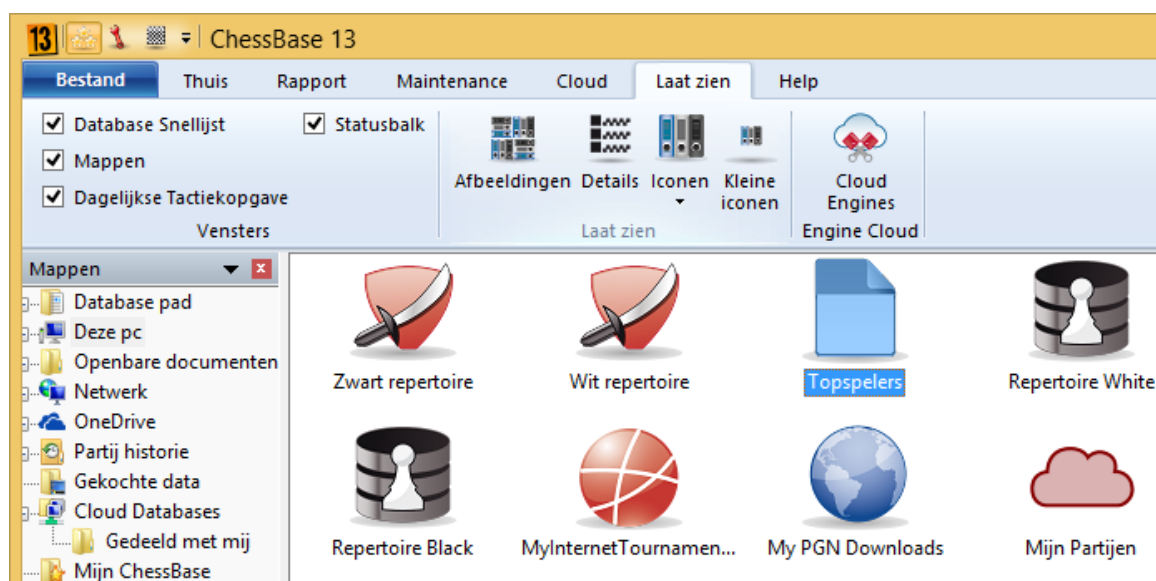 13 ChessBase 13
Bestand Thuis Rapport Maintenance Cloud Laat zien Help
Database Snellijst Statusbalk
Mappen
Dagelijkse Tactiekopgave
Vensters
Afbeeldingen Details Iconen Kleine iconen
Laat zien
Cloud Engines
Engine Cloud
Mappen
Database pad
Deze pc
Openbare documenten
Netwerk
OneDrive
Partij historie
Gekochte data
Cloud Databases
Gedeeld met mij
Mijn ChessBase
Zwart repertoire Wit repertoire Topspelers Repertoire White
Repertoire Black MyInternetTournamen... My PGN Downloads Mijn Partijen